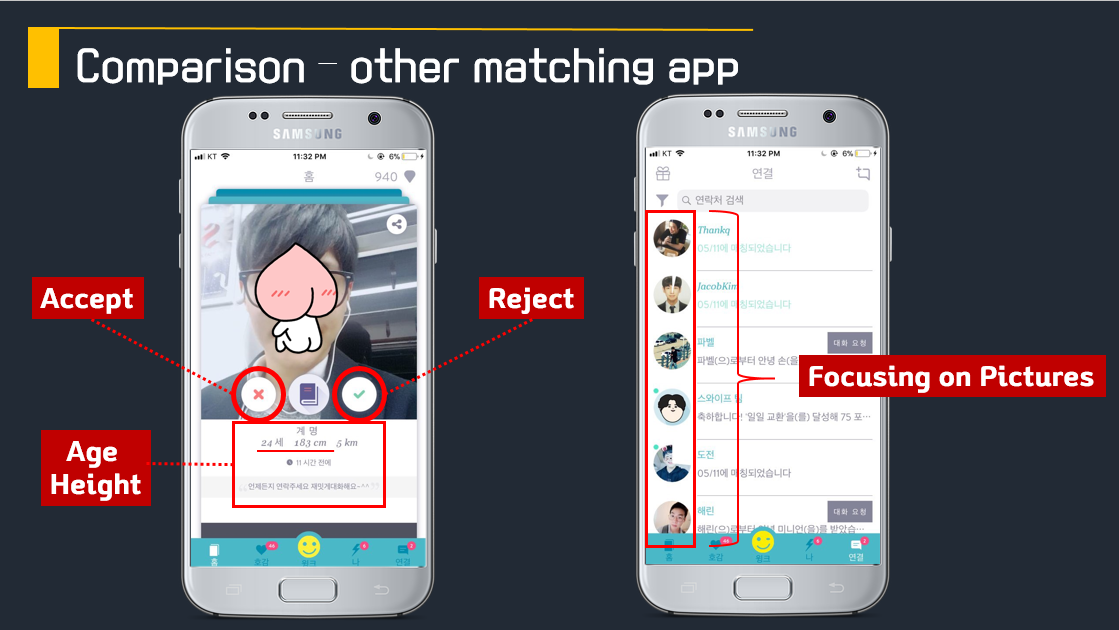 Comparison – other matching app
SAMSUNG
KT 11:32 PM 6%
홈 940
Accept
Reject
계 명
24 세 183 cm 5 km
11 시간 전에
언제든지 연락주세요 재밋게대화해요~^^
Age
Height
44 6 2
홈 호감 윙크 나 연결
SAMSUNG
KT 11:32 PM 6%
연결
연락처 검색
Thankq
05/11에 매칭되었습니다
JacobKim
05/11에 매칭되었습니다
파벨
대화 요청
파벨(으)로부터 안녕 손(을
Focusing on Pictures
스와이프 팀
축하합니다! '일일 교환'을(를) 달성해 75 포…
도전
05/11에 매칭되었습니다
해린
대화 요청
해린(으)로부터 안녕 미니언(을)를 받았습…
44 6 2
홈 호감 윙크 나 연결